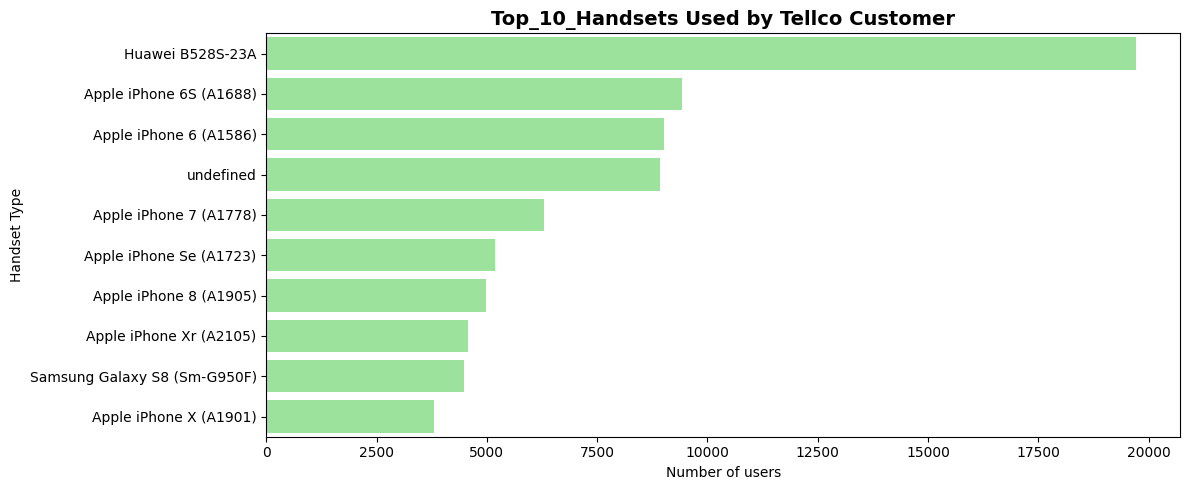 Top_10_Handsets Used by Tellco Customer
Handset Type
Huawei B528S-23A
Apple iPhone 6S (A1688)
Apple iPhone 6 (A1586)
undefined
Apple iPhone 7 (A1778)
Apple iPhone Se (A1723)
Apple iPhone 8 (A1905)
Apple iPhone Xr (A2105)
Samsung Galaxy S8 (Sm-G950F)
Apple iPhone X (A1901)
0 2500 5000 7500 10000 12500 15000 17500 20000
Number of users